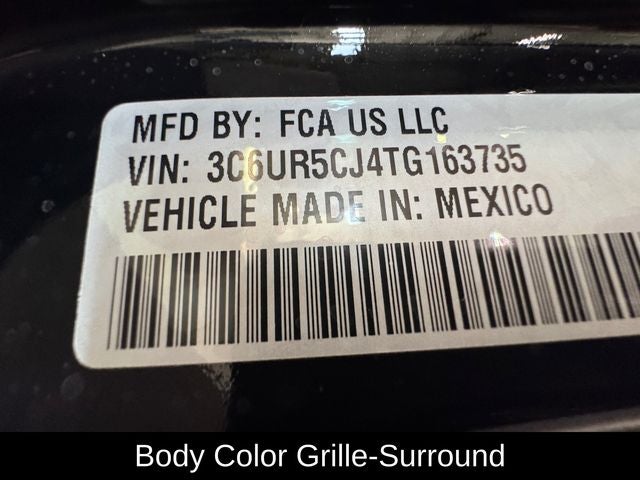 MFD BY: FCA US LLC
VIN: 3C6UR5CJ4TG163735
VEHICLE MADE IN: MEXICO
Body Color Grille-Surround